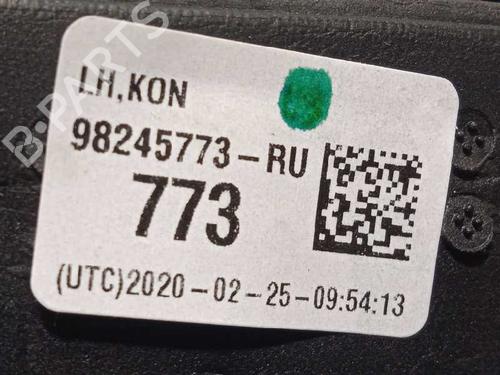 LH,KON
98245773-RU
773
(UTC)2020-02-25-09:54:13
B-PARTS